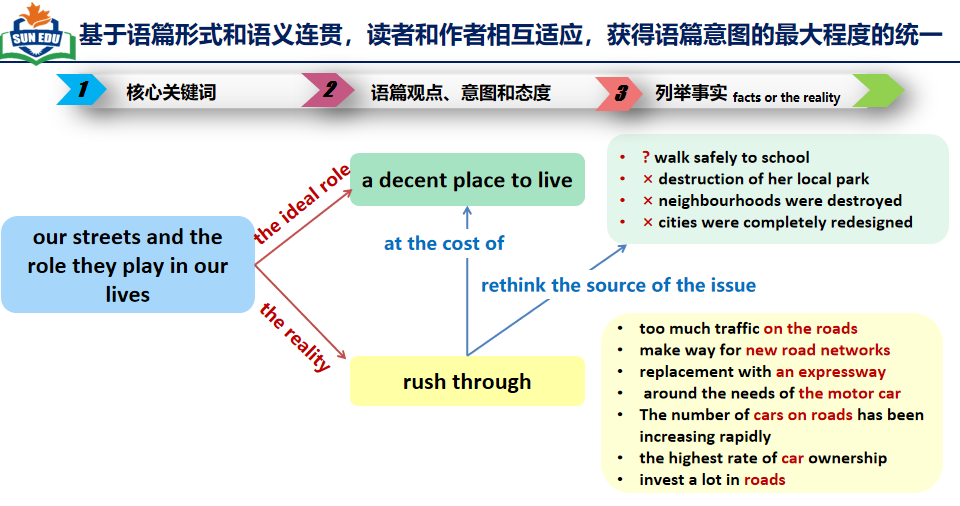 SUN EDU
基于语篇形式和语义连贯，读者和作者相互适应，获得语篇意图的最大程度的统一
1 核心关键词
2 语篇观点、意图和态度
3 列举事实 facts or the reality
our streets and the
role they play in our
lives
the ideal role
the reality
a decent place to live
at the cost of
rethink the source of the issue
rush through
• ? walk safely to school
• × destruction of her local park
• × neighbourhoods were destroyed
• × cities were completely redesigned
• too much traffic on the roads
• make way for new road networks
• replacement with an expressway
• around the needs of the motor car
• The number of cars on roads has been
increasing rapidly
• the highest rate of car ownership
• invest a lot in roads